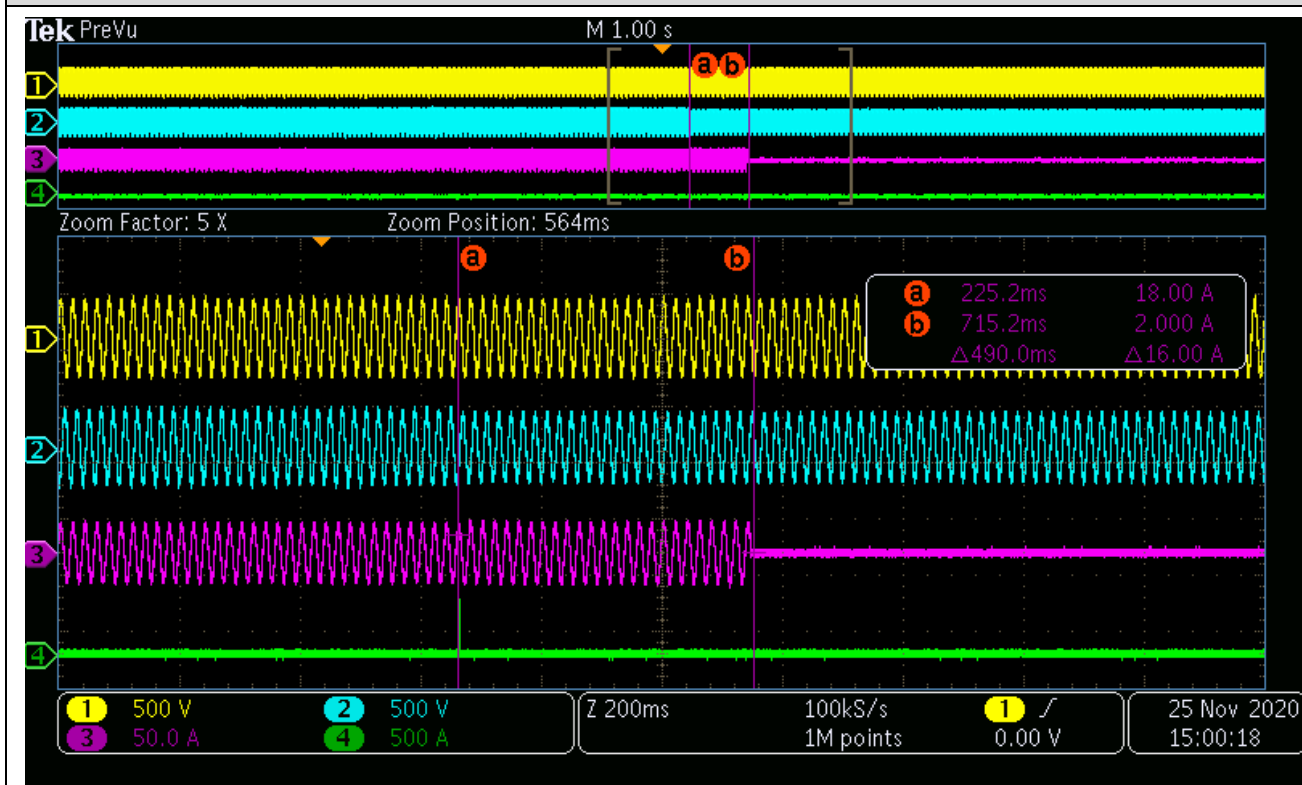 Tek PreVu M 1.00 s
a b
1
2
3
4
Zoom Factor: 5 X Zoom Position: 564ms
a b
a 225.2ms 18.00 A
b 715.2ms 2.000 A
△490.0ms △16.00 A
1
2
3
4
1 500 V 2 500 V Z 200ms 100kS/s 1 ∫ 25 Nov 2020
3 50.0 A 4 500 A 1M points 0.00 V 15:00:18